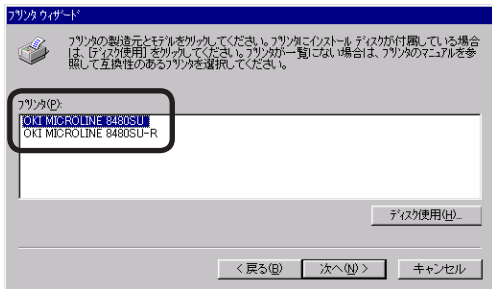 プリンタ ウィザード
プリンタの製造元とモデルをクリックしてください。プリンタにインストール ディスクが付属している場合
は、[ディスク使用] をクリックしてください。プリンタが一覧にない場合は、プリンタのマニュアルを参
照して互換性のあるプリンタを選択してください。
プリンタ(P):
OKI MICROLINE 8480SU
OKI MICROLINE 8480SU-R
ディスク使用(H)...
< 戻る(B)
次へ(N) >
キャンセル